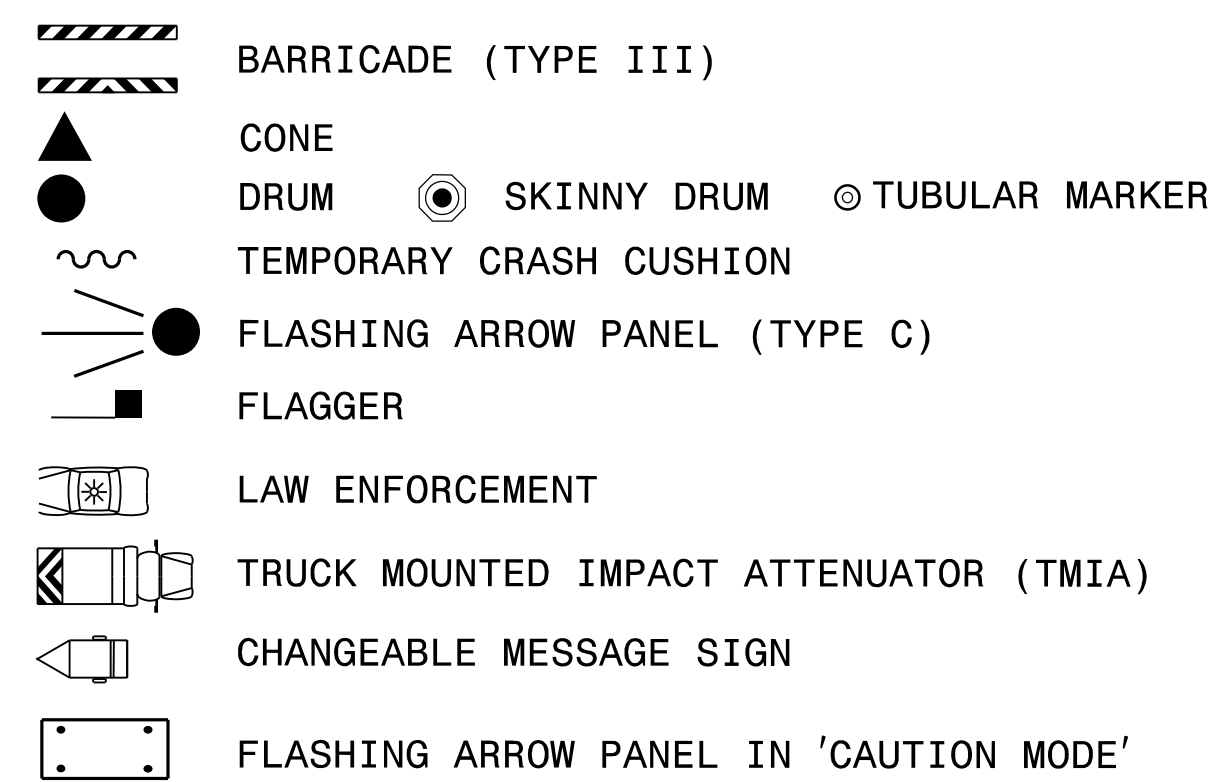 BARRICADE (TYPE III)
CONE
DRUM SKINNY DRUM TUBULAR MARKER
TEMPORARY CRASH CUSHION
FLASHING ARROW PANEL (TYPE C)
FLAGGER
LAW ENFORCEMENT
TRUCK MOUNTED IMPACT ATTENUATOR (TMIA)
CHANGEABLE MESSAGE SIGN
FLASHING ARROW PANEL IN 'CAUTION MODE'